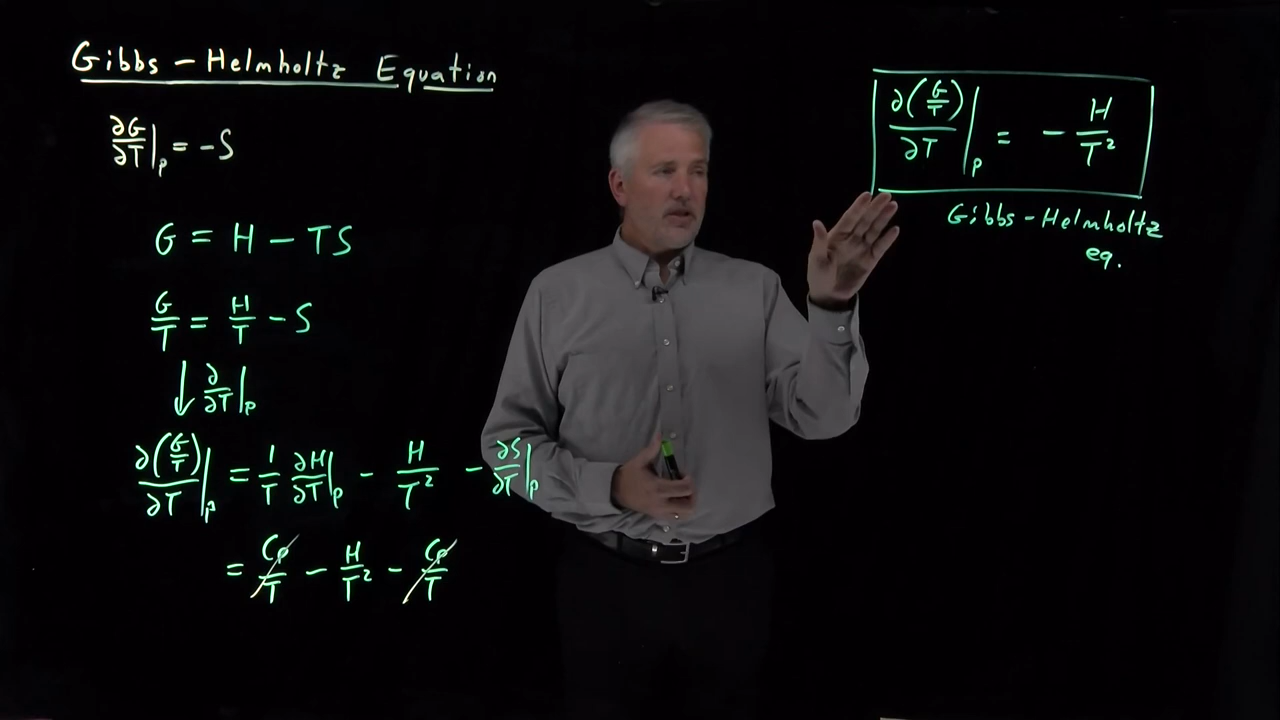 Gibbs - Helmholtz Equation
∂G/∂T|p = -S
G = H - TS
G/T = H/T - S
↓ ∂/∂T|p
∂(G/T)/∂T|p = 1/T ∂H/∂T|p - H/T² - ∂S/∂T|p
= Cp/T - H/T² - Cp/T
∂(G/T)/∂T|p = - H/T²
Gibbs - Helmholtz
eq.